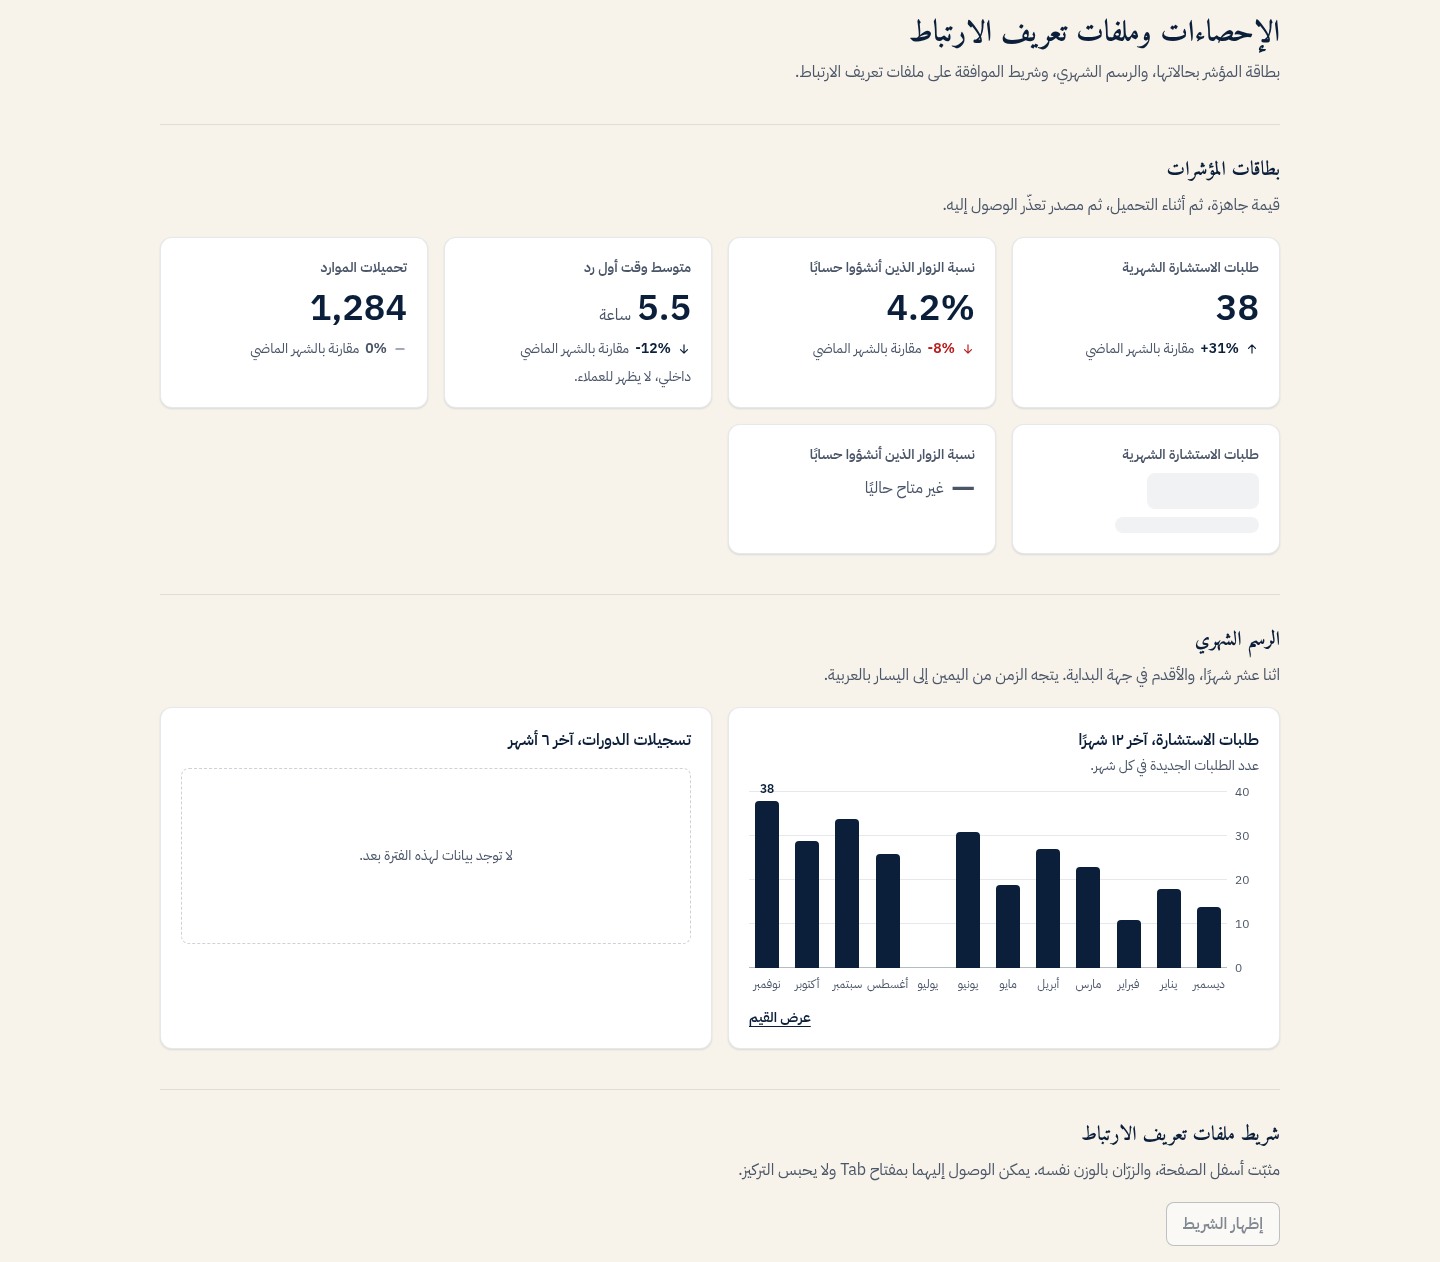 الإحصاءات وملفات تعريف الارتباط
بطاقة المؤشر بحالاتها، والرسم الشهري، وشريط الموافقة على ملفات تعريف الارتباط.
بطاقات المؤشرات
قيمة جاهزة، ثم أثناء التحميل، ثم مصدر تعذّر الوصول إليه.
طلبات الاستشارة الشهرية
38
↑ +31% مقارنة بالشهر الماضي
نسبة الزوار الذين أنشؤوا حسابًا
4.2%
↓ -8% مقارنة بالشهر الماضي
متوسط وقت أول رد
5.5 ساعة
↓ -12% مقارنة بالشهر الماضي
داخلي، لا يظهر للعملاء.
تحميلات الموارد
1,284
— 0% مقارنة بالشهر الماضي
طلبات الاستشارة الشهرية
نسبة الزوار الذين أنشؤوا حسابًا
— غير متاح حاليًا
الرسم الشهري
اثنا عشر شهرًا، والأقدم في جهة البداية. يتجه الزمن من اليمين إلى اليسار بالعربية.
طلبات الاستشارة، آخر ١٢ شهرًا
عدد الطلبات الجديدة في كل شهر.
40
30
20
10
0
38
ديسمبر يناير فبراير مارس أبريل مايو يونيو يوليو أغسطس سبتمبر أكتوبر نوفمبر
عرض القيم
تسجيلات الدورات، آخر ٦ أشهر
لا توجد بيانات لهذه الفترة بعد.
شريط ملفات تعريف الارتباط
مثبّت أسفل الصفحة، والزرّان بالوزن نفسه. يمكن الوصول إليهما بمفتاح Tab ولا يحبس التركيز.
إظهار الشريط